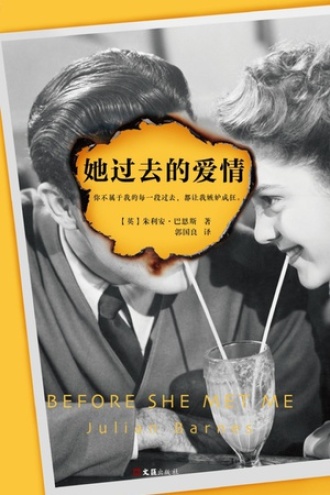 她过去的爱情
你不属于我的每一段过去，都让我嫉妒成狂。
【英】朱利安·巴恩斯 著
郭国良 译
BEFORE SHE MET ME
Julian Barnes
文匯出版社